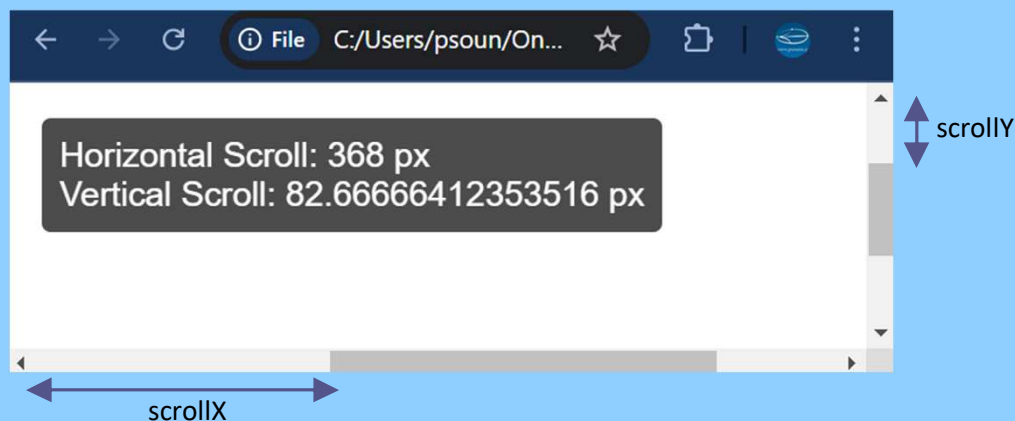 File C:/Users/psoun/On...
Horizontal Scroll: 368 px
Vertical Scroll: 82.66666412353516 px
scrollY
scrollX